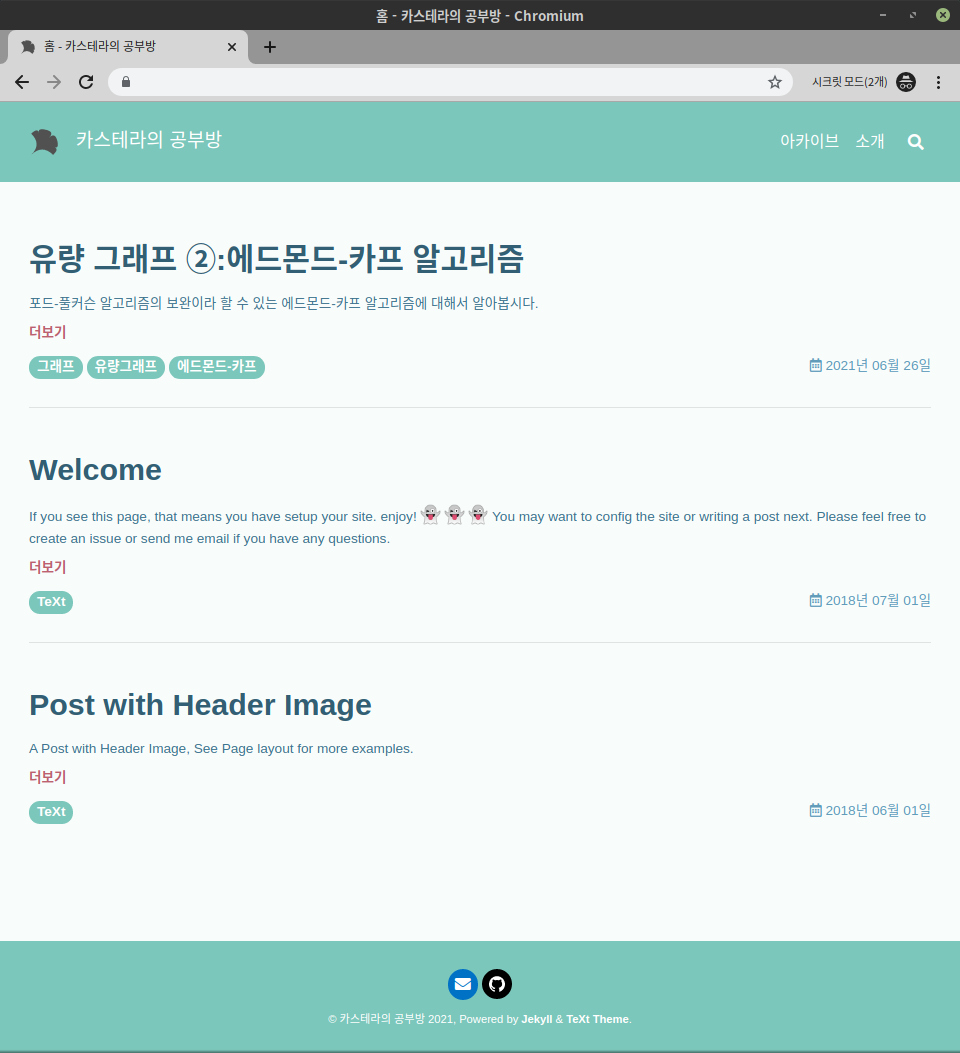 홈 - 카스테라의 공부방 - Chromium
홈 - 카스테라의 공부방
시크릿 모드(2개)
카스테라의 공부방
아카이브 소개
유량 그래프 ②:에드몬드-카프 알고리즘
포드-풀커슨 알고리즘의 보완이라 할 수 있는 에드몬드-카프 알고리즘에 대해서 알아봅시다.
더보기
그래프 유량그래프 에드몬드-카프 2021년 06월 26일
Welcome
If you see this page, that means you have setup your site. enjoy! 👻 👻 👻 You may want to config the site or writing a post next. Please feel free to
create an issue or send me email if you have any questions.
더보기
TeXt 2018년 07월 01일
Post with Header Image
A Post with Header Image, See Page layout for more examples.
더보기
TeXt 2018년 06월 01일
© 카스테라의 공부방 2021, Powered by Jekyll & TeXt Theme.